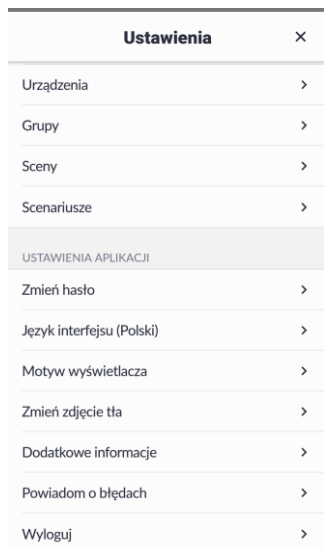 Ustawienia
Urządzenia
Grupy
Sceny
Scenariusze
USTAWIENIA APLIKACJI
Zmień hasło
Język interfejsu (Polski)
Motyw wyświetlacza
Zmień zdjęcie tła
Dodatkowe informacje
Powiadom o błędach
Wyloguj